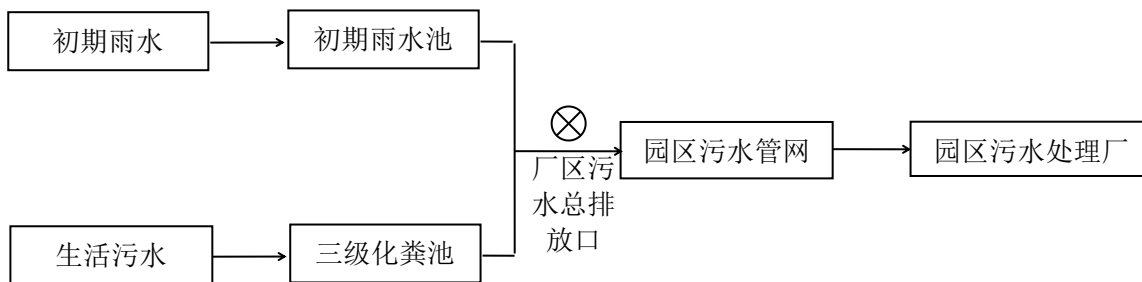 初期雨水
初期雨水池
园区污水管网
园区污水处理厂
厂区污
水总排
放口
生活污水
三级化粪池